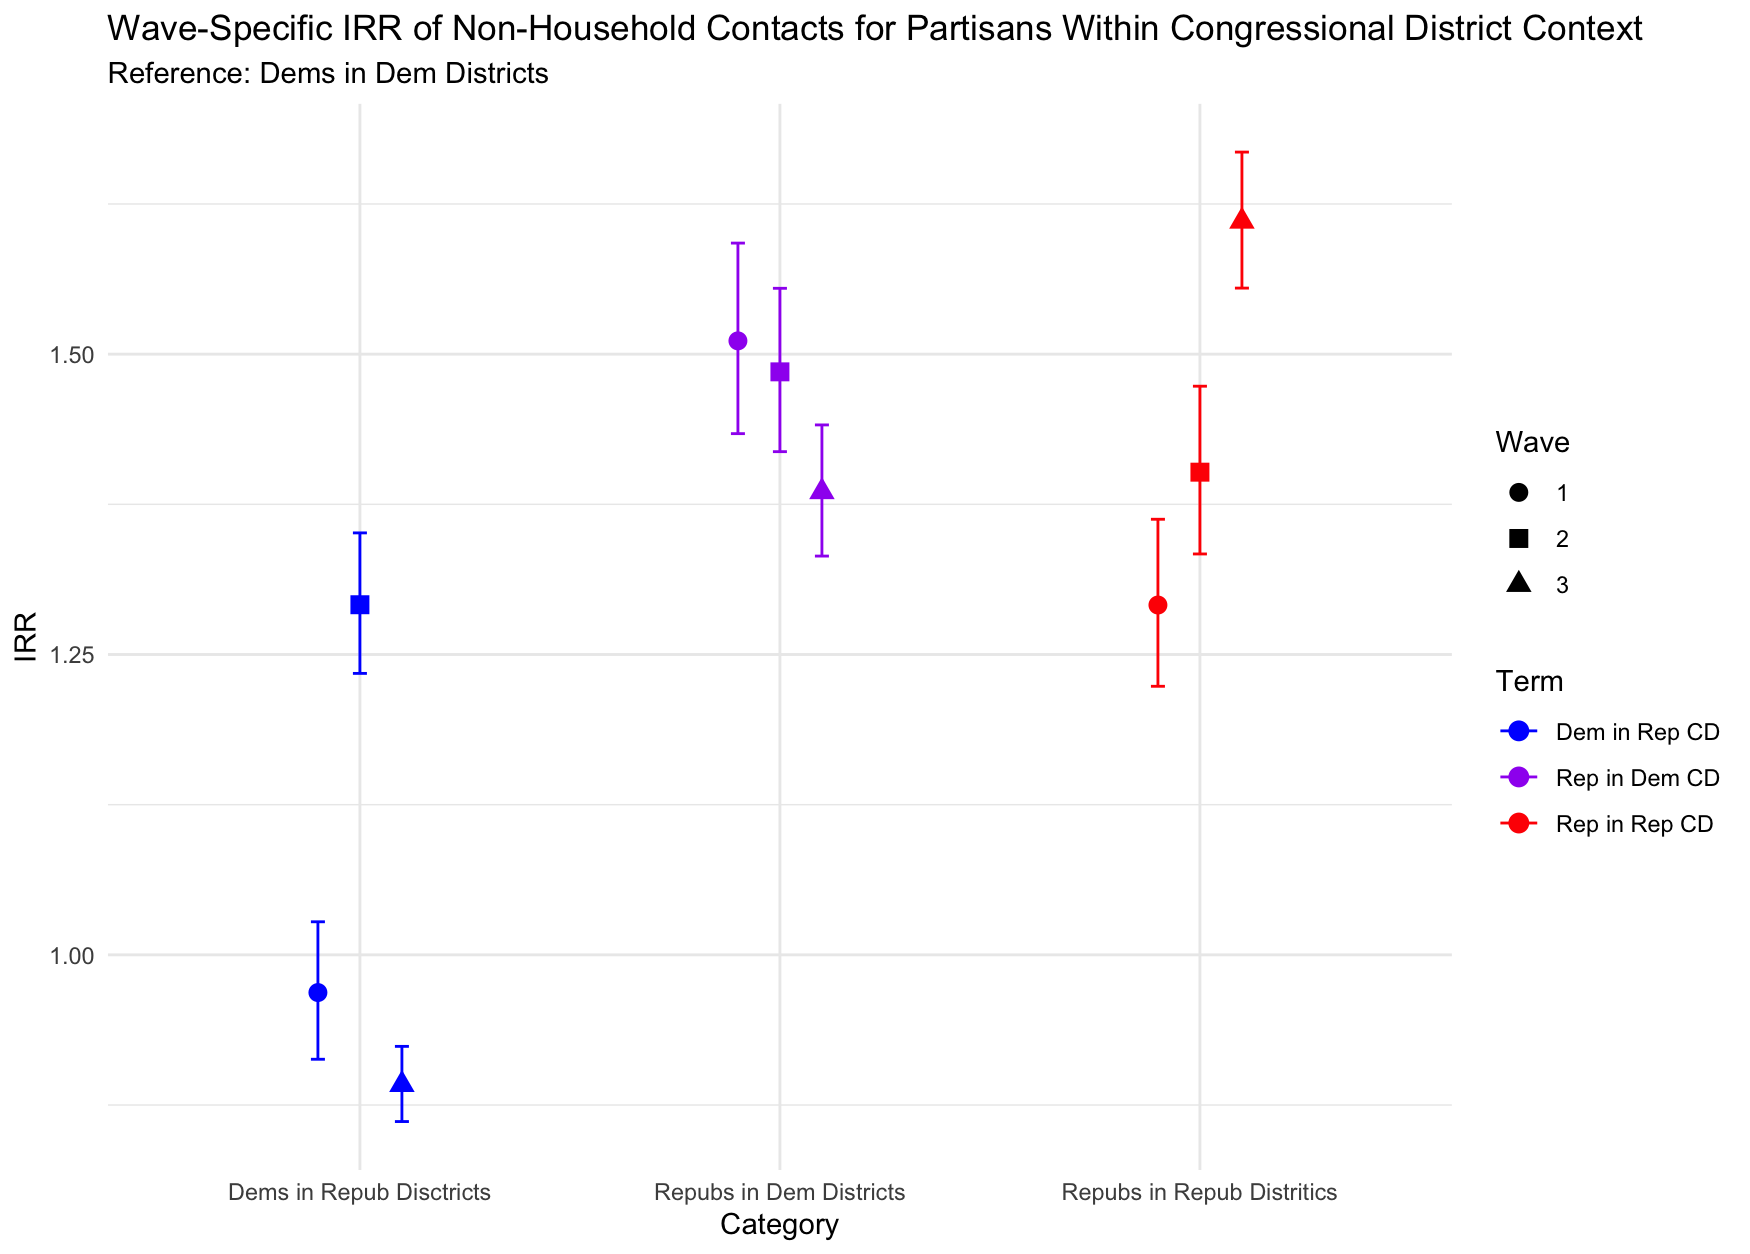 Wave-Specific IRR of Non-Household Contacts for Partisans Within Congressional District Context
Reference: Dems in Dem Districts
IRR
1.50
1.25
1.00
Dems in Repub Disctricts
Repubs in Dem Districts
Repubs in Repub Distritics
Category
Wave
1
2
3
Term
Dem in Rep CD
Rep in Dem CD
Rep in Rep CD